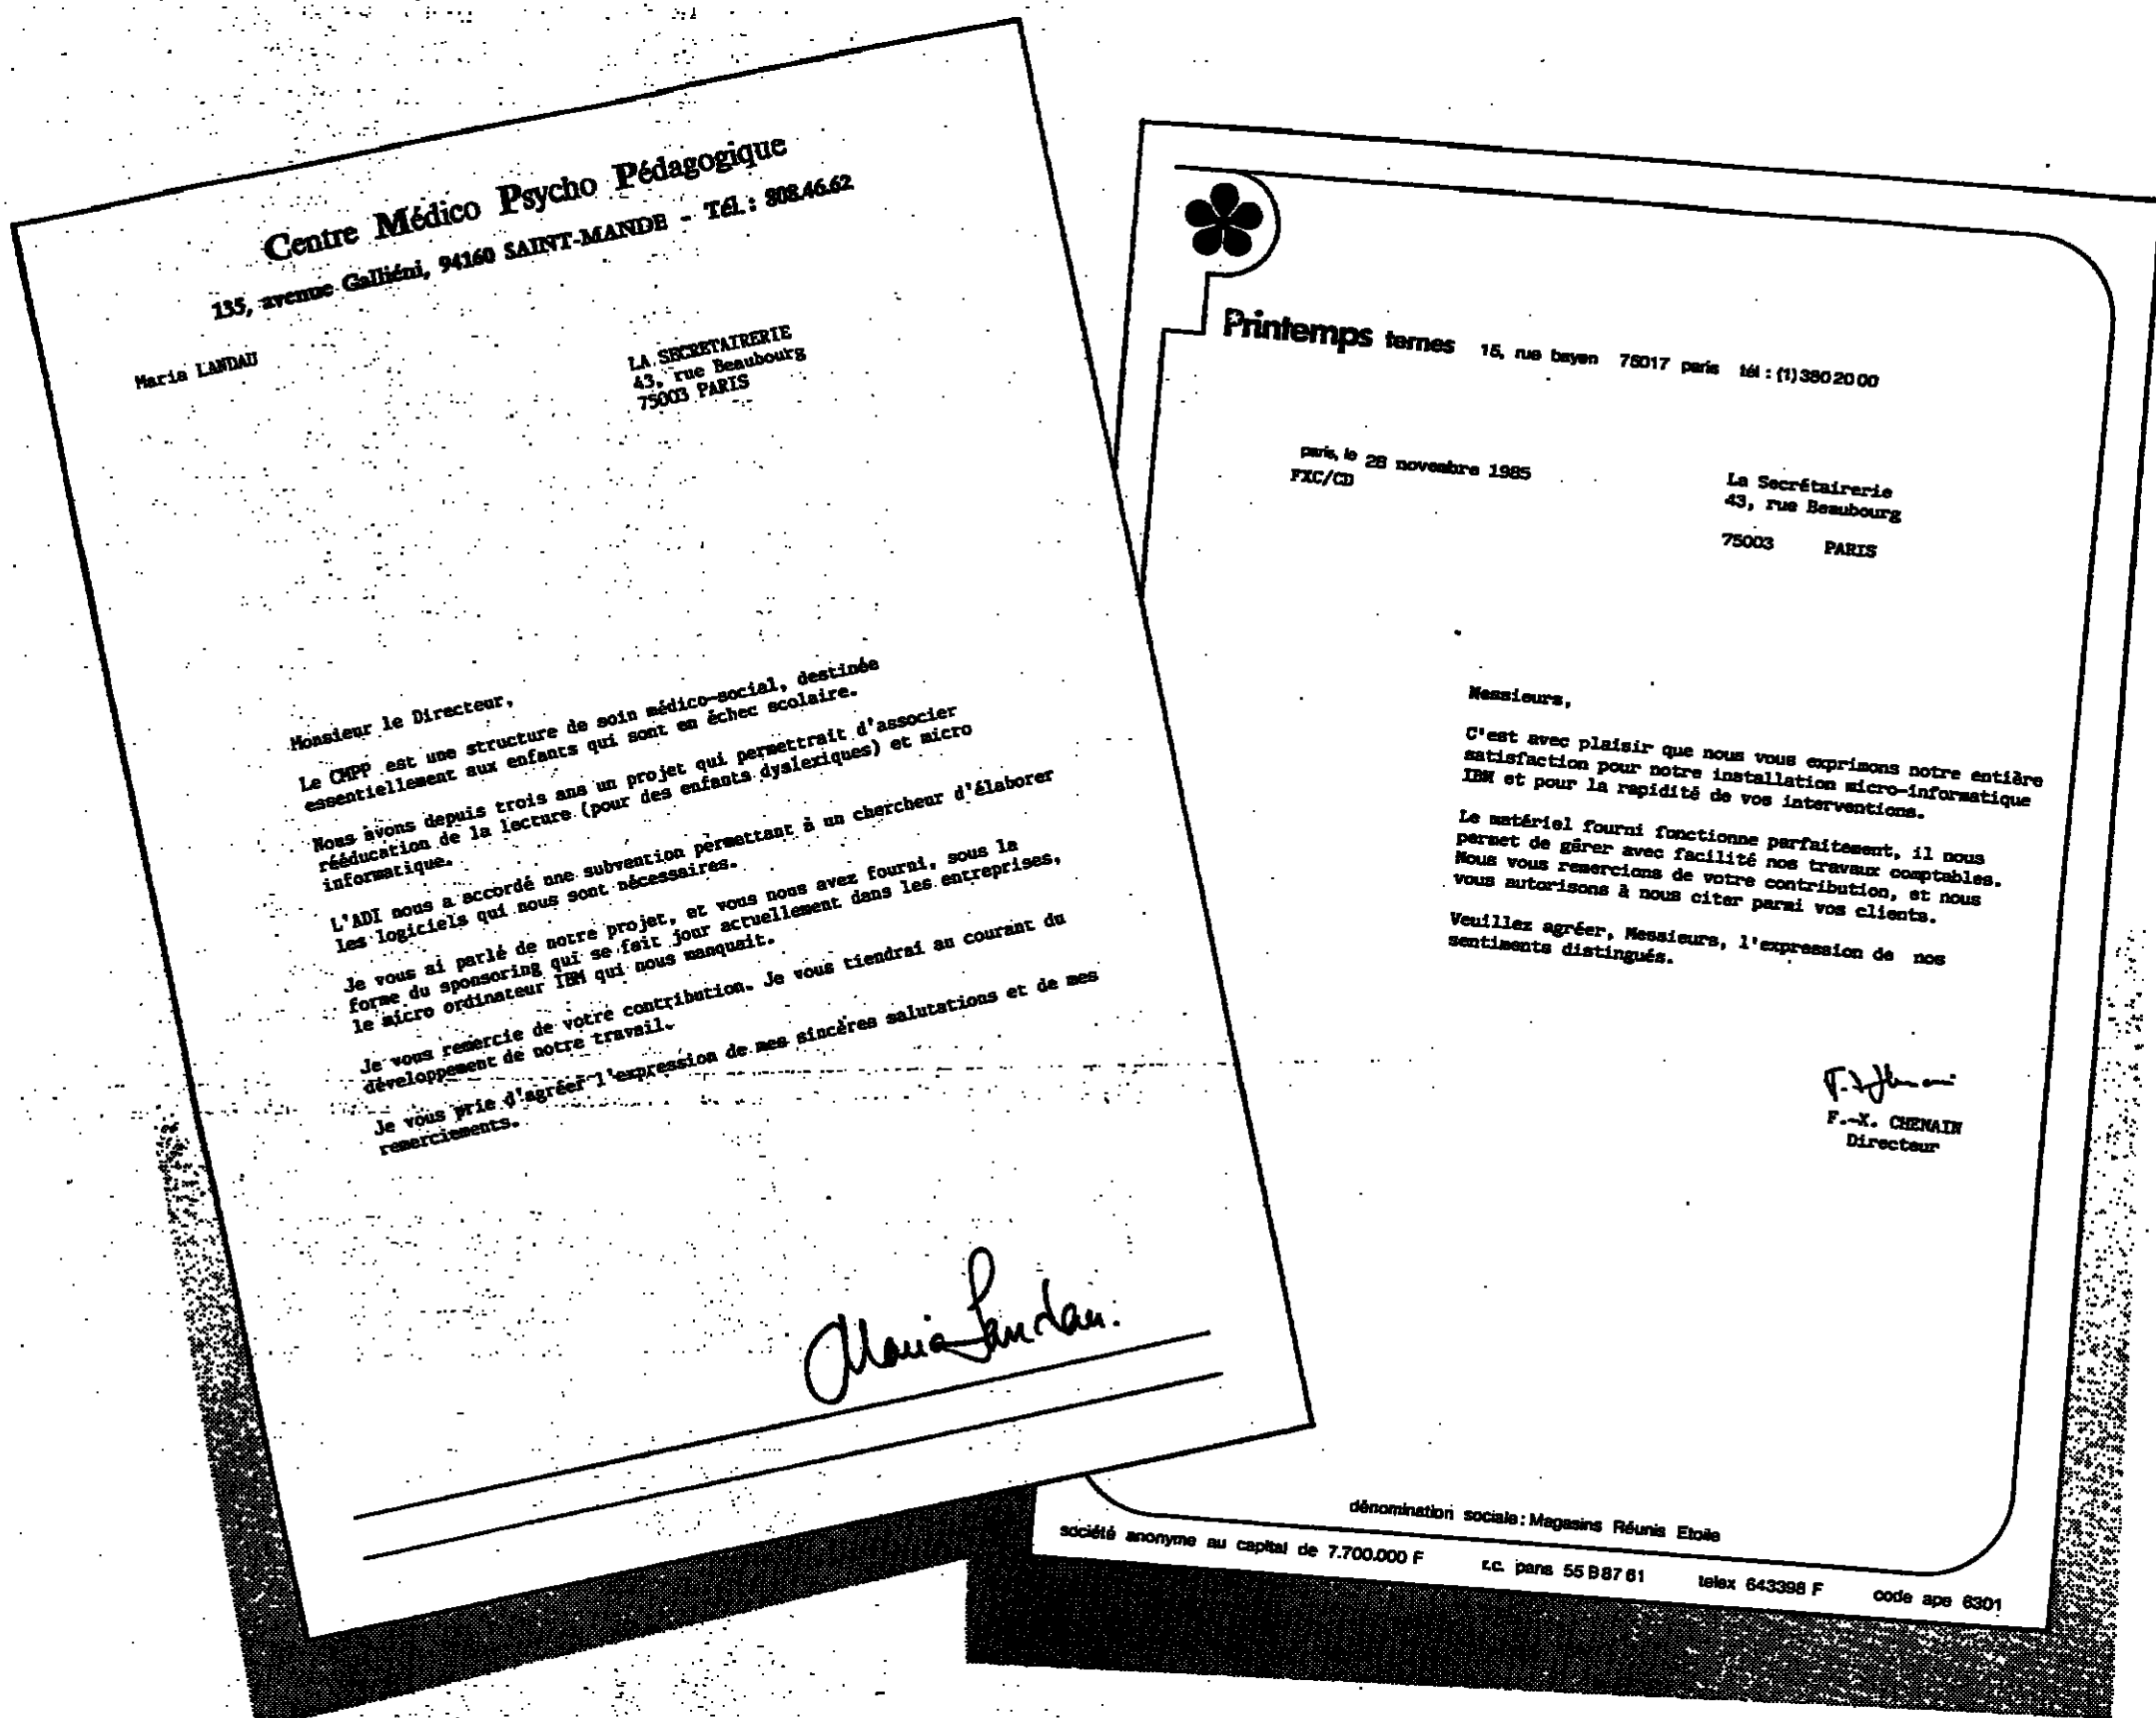 Centre Médico Psycho Pédagogique
135, avenue Galliéni, 94160 SAINT-MANDE - Tél.: 808.46.62
Maria LANDAU
LA SECRETAIRERIE
43, rue Beaubourg
75003 PARIS
Monsieur le Directeur,
Le CMPP est une structure de soin médico-social, destinée
essentiellement aux enfants qui sont en échec scolaire.
Nous avons depuis trois ans un projet qui permettrait d'associer
rééducation de la lecture (pour des enfants dyslexiques) et micro
informatique.
L'ADI nous a accordé une subvention permettant à un chercheur d'élaborer
les logiciels qui nous sont nécessaires.
Je vous ai parlé de notre projet, et vous nous avez fourni, sous la
forme du sponsoring qui se fait jour actuellement dans les entreprises,
le micro ordinateur IBM qui nous manquait.
Je vous remercie de votre contribution. Je vous tiendrai au courant du
développement de notre travail.
Je vous prie d'agréer l'expression de mes sincères salutations et de mes
remerciements.
Maria Landau.
Printemps ternes 15, rue bayen 75017 paris tél : (1) 380 20 00
paris, le 28 novembre 1985
FXC/CD
La Secrétairerie
43, rue Beaubourg
75003 PARIS
Messieurs,
C'est avec plaisir que nous vous exprimons notre entière
satisfaction pour notre installation micro-informatique
IBM et pour la rapidité de vos interventions.
Le matériel fourni fonctionne parfaitement, il nous
permet de gérer avec facilité nos travaux comptables.
Nous vous remercions de votre contribution, et nous
vous autorisons à nous citer parmi vos clients.
Veuillez agréer, Messieurs, l'expression de nos
sentiments distingués.
F.-X. CHENAIN
Directeur
dénomination sociale : Magasins Réunis Etoile
société anonyme au capital de 7.700.000 F r.c. paris 55 B 87 61 telex 643398 F code ape 6301